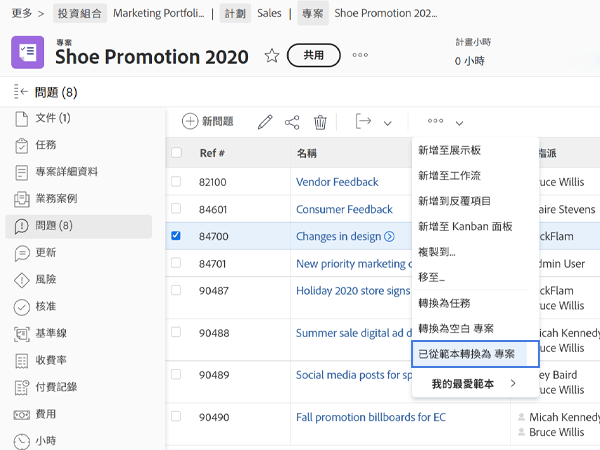 更多 > 投資組合 Marketing Portfoli... | 計劃 Sales | 專案 Shoe Promotion 202...
專案
Shoe Promotion 2020 共用
計畫小時
0 小時
問題 (8)
文件 (1)
任務
專案詳細資料
業務案例
問題 (8)
更新
風險
核准
基準線
收費率
付費記錄
費用
小時
新問題
Ref # 名稱 指派
82100 Vendor Feedback ruce Willis
84601 Consumer Feedback aire Stevens
84700 Changes in design ckFlam
84701 New priority marketing dmin User
90487 Holiday 2020 store signs ckFlam
ruce Willis
90488 Summer sale digital ad d Micah Kennedy
Bruce Willis
90489 Social media posts for sp ey Baird
Bruce Willis
90490 Fall promotion billboards for EC Micah Kennedy
Bruce Willis
新增至展示板
新增至工作流
新增到反覆項目
新增至 Kanban 面板
複製到...
移至...
轉換為任務
轉換為空白 專案
已從範本轉換為 專案
我的最愛範本